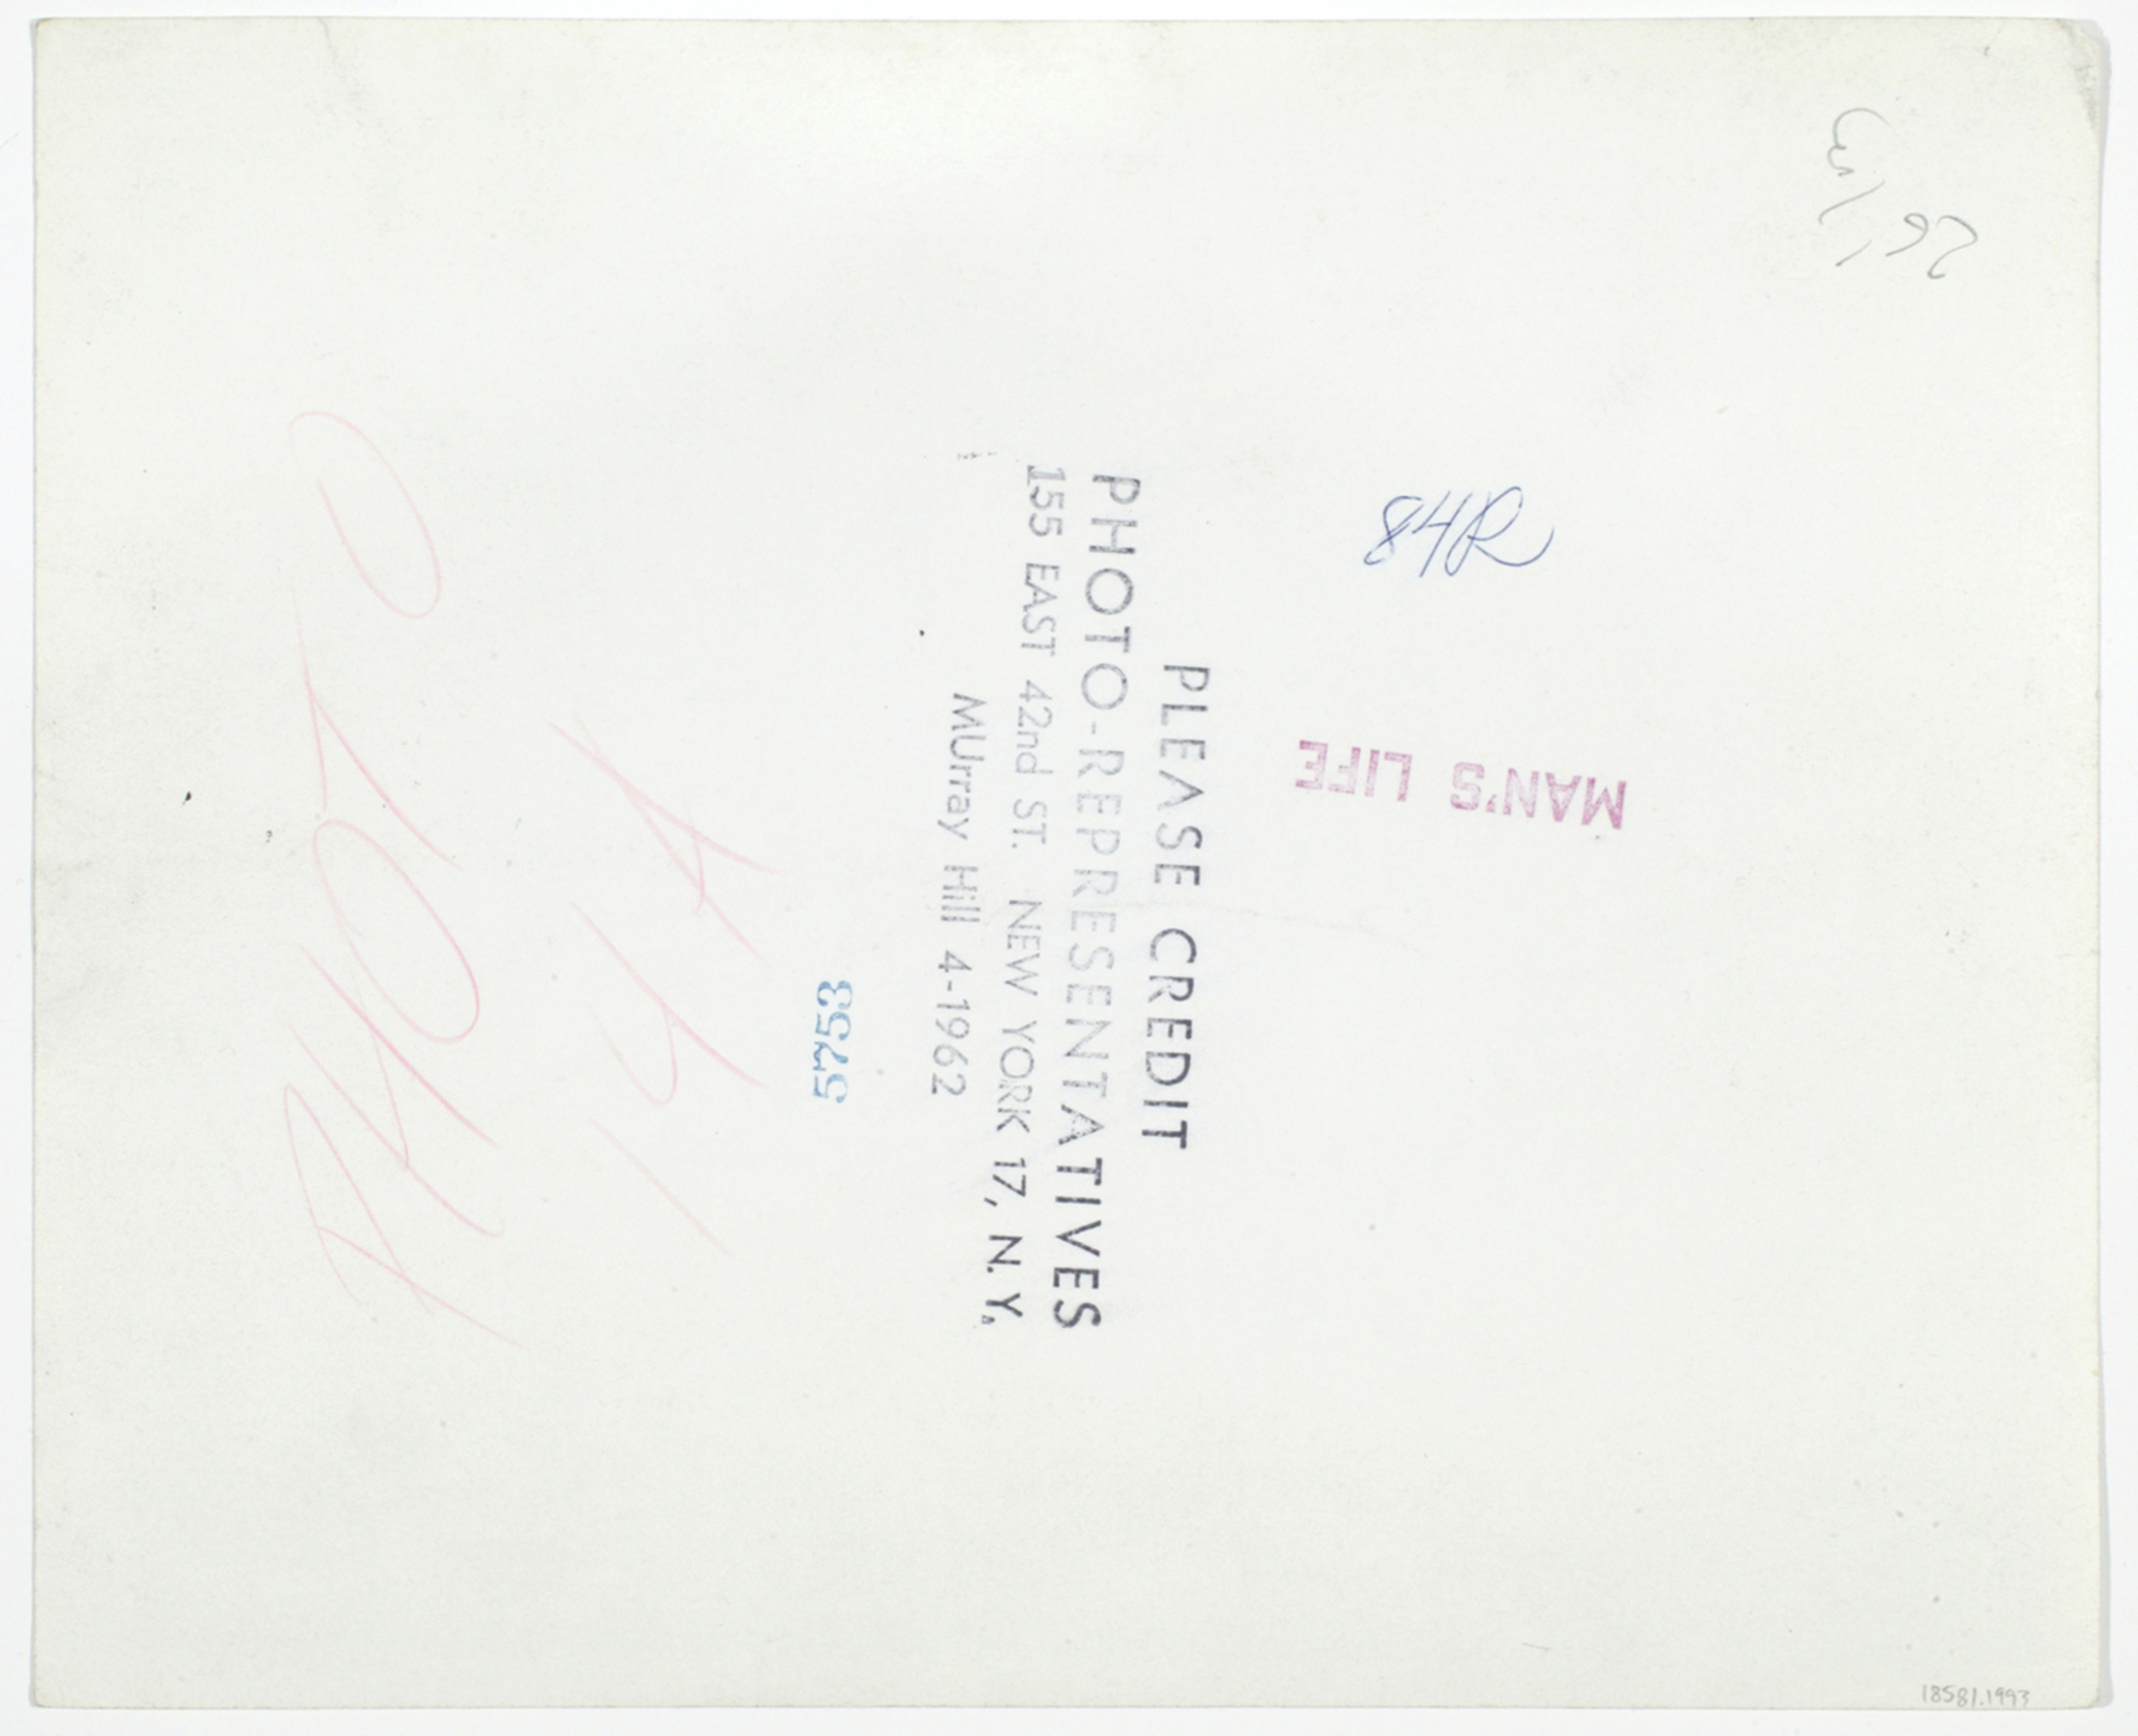 84R
MAN'S LIFE
PLEASE CREDIT
PHOTO-REPRESENTATIVES
155 EAST 42nd ST. NEW YORK 17, N.Y.
MUrray Hill 4-1962
5753
PHOTO
18581.1993